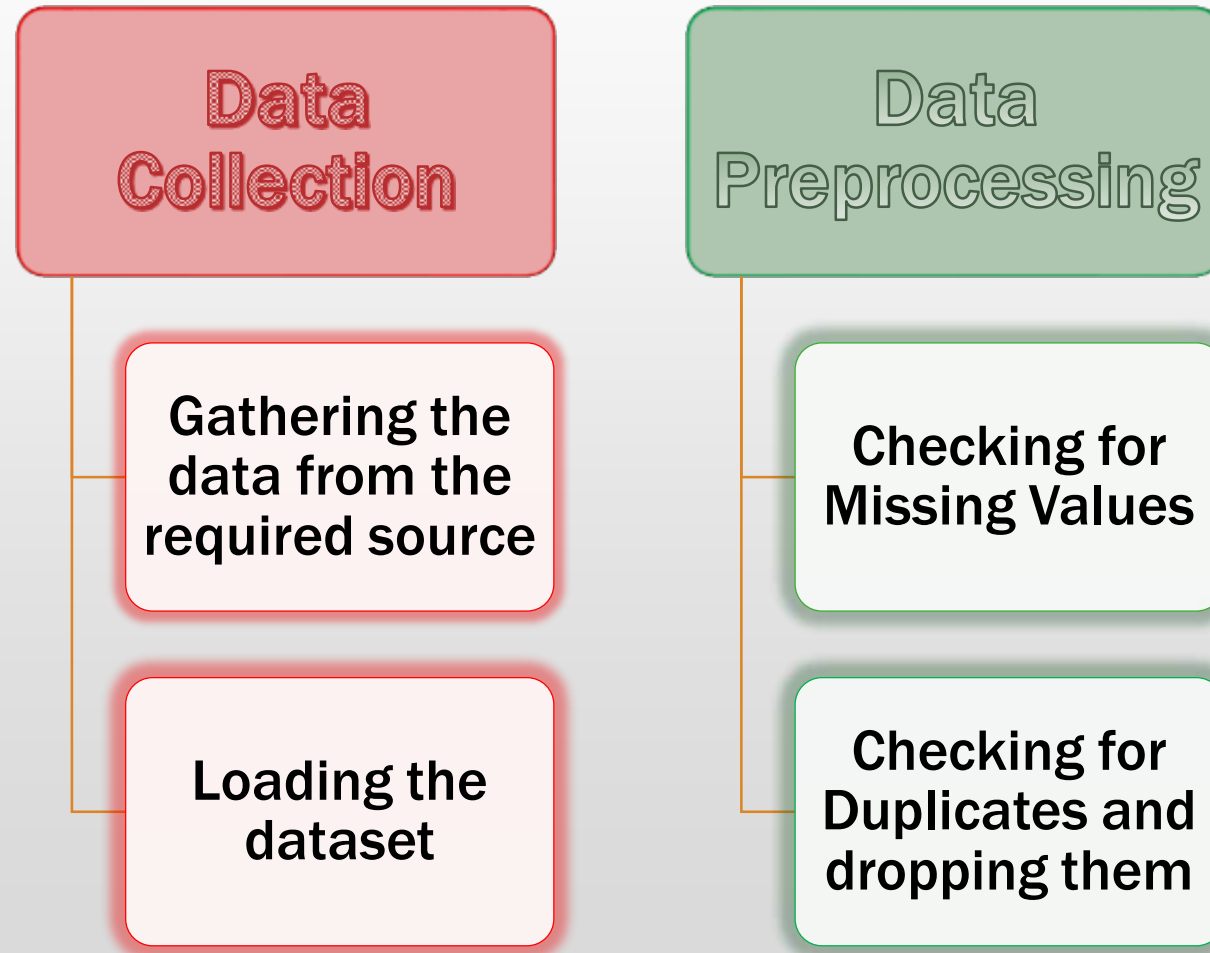 Data
Collection
Gathering the
data from the
required source
Loading the
dataset
Data
Preprocessing
Checking for
Missing Values
Checking for
Duplicates and
dropping them